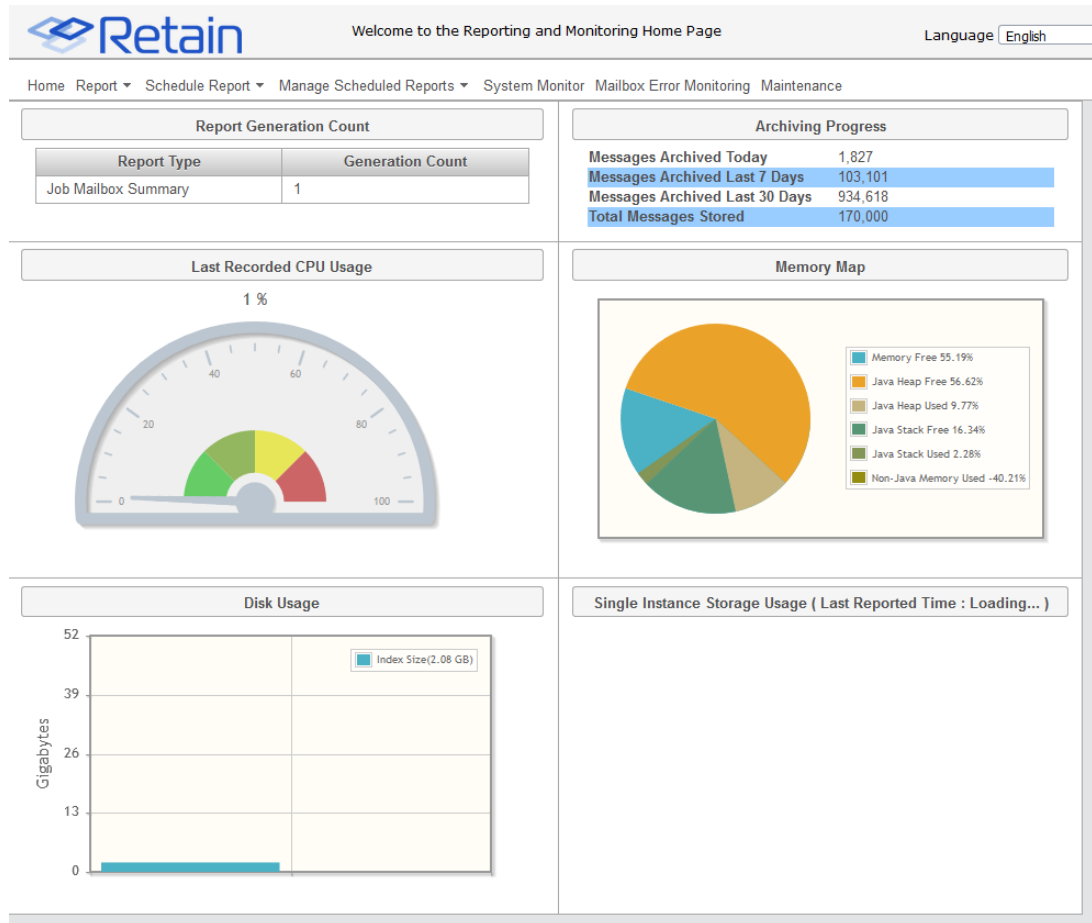 Retain
Welcome to the Reporting and Monitoring Home Page
Language English
Home Report Schedule Report Manage Scheduled Reports System Monitor Mailbox Error Monitoring Maintenance
Report Generation Count
Report Type Generation Count
Job Mailbox Summary 1
Archiving Progress
Messages Archived Today 1,827
Messages Archived Last 7 Days 103,101
Messages Archived Last 30 Days 934,618
Total Messages Stored 170,000
Last Recorded CPU Usage
1 %
0 20 40 60 80 100
Memory Map
Memory Free 55.19%
Java Heap Free 56.62%
Java Heap Used 9.77%
Java Stack Free 16.34%
Java Stack Used 2.28%
Non-Java Memory Used -40.21%
Disk Usage
52
39
26
13
0
Gigabytes
Index Size(2.08 GB)
Single Instance Storage Usage ( Last Reported Time : Loading... )